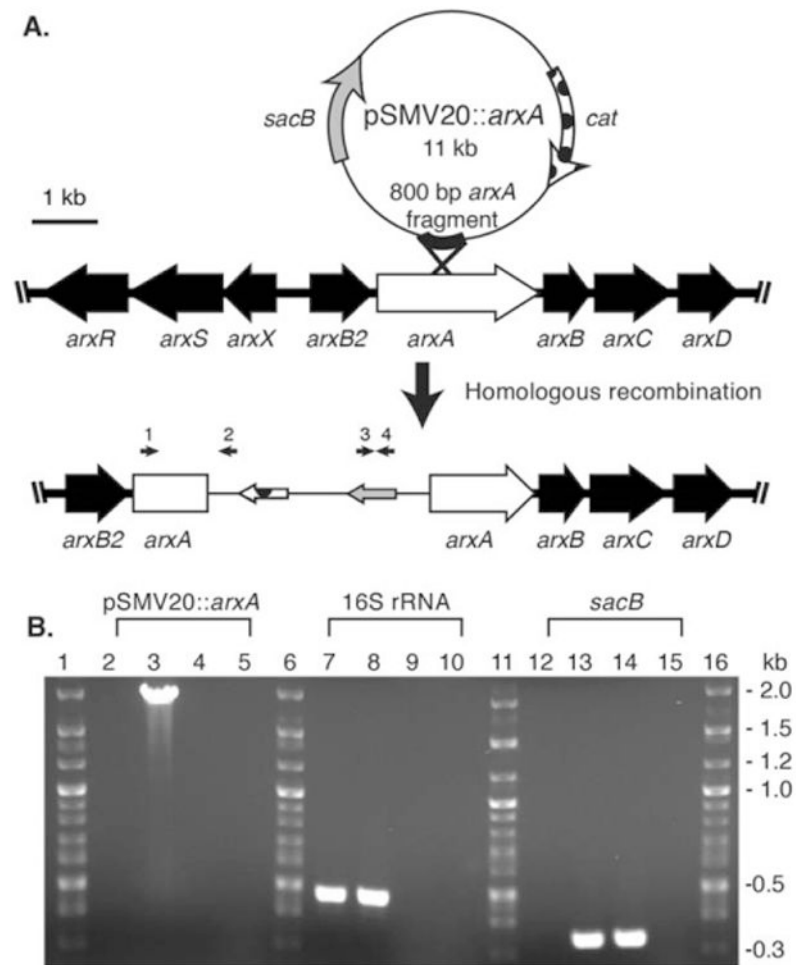 A.
sacB
pSMV20::arxA
11 kb
cat
800 bp arxA
fragment
1 kb
arxR arxS arxX arxB2 arxA arxB arxC arxD
Homologous recombination
1 2 3 4
arxB2 arxA arxA arxB arxC arxD
B.
pSMV20::arxA 16S rRNA sacB
1 2 3 4 5 6 7 8 9 10 11 12 13 14 15 16 kb
- 2.0
- 1.5
- 1.2
- 1.0
-0.5
-0.3